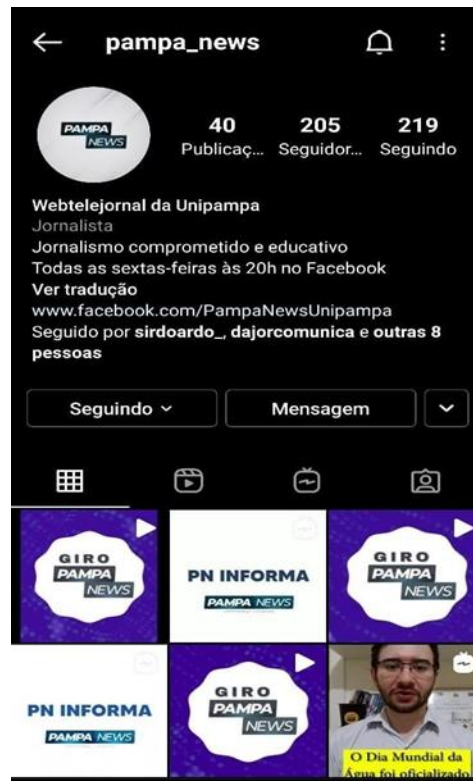 pampa_news
PAMPA
NEWS
40 205 219
Publicaç... Seguidor... Seguindo
Webtelejornal da Unipampa
Jornalista
Jornalismo comprometido e educativo
Todas as sextas-feiras às 20h no Facebook
Ver tradução
www.facebook.com/PampaNewsUnipampa
Seguido por sirdoardo_, dajorcomunica e outras 8
pessoas
Seguindo Mensagem
GIRO
PAMPA
NEWS
PN INFORMA
PAMPA NEWS
GIRO
PAMPA
NEWS
PN INFORMA
PAMPA NEWS
GIRO
PAMPA
NEWS
O Dia Mundial da
Água foi oficializado